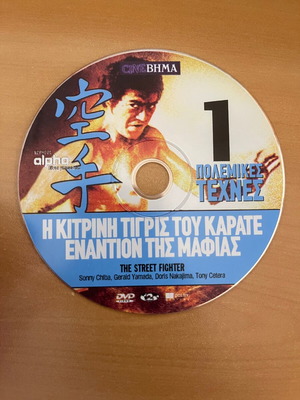 CINEΒΗΜΑ
空手
alpha
1
ΠΟΛΕΜΙΚΕΣ
ΤΕΧΝΕΣ
Η ΚΙΤΡΙΝΗ ΤΙΓΡΙΣ ΤΟΥ ΚΑΡΑΤΕ
ΕΝΑΝΤΙΟΝ ΤΗΣ ΜΑΦΙΑΣ
THE STREET FIGHTER
Sonny Chiba, Gerald Yamada, Doris Nakajima, Tony Cetera
DVD